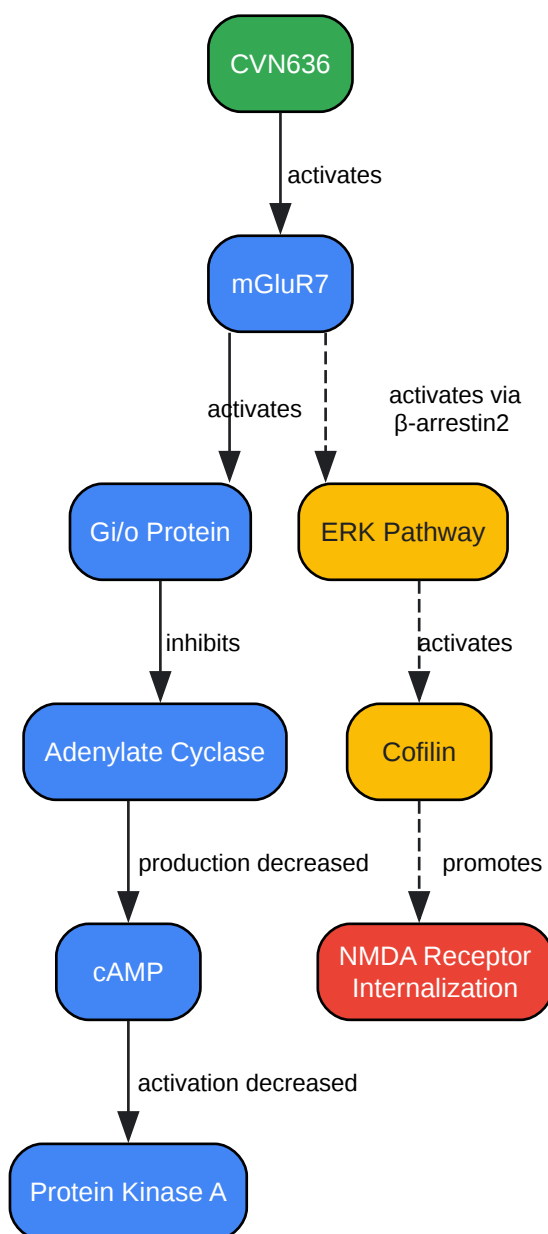 CVN636
activates
mGluR7
activates
activates via
β-arrestin2
Gi/o Protein
ERK Pathway
inhibits
activates
Adenylate Cyclase
Cofilin
production decreased
promotes
cAMP
NMDA Receptor
Internalization
activation decreased
Protein Kinase A